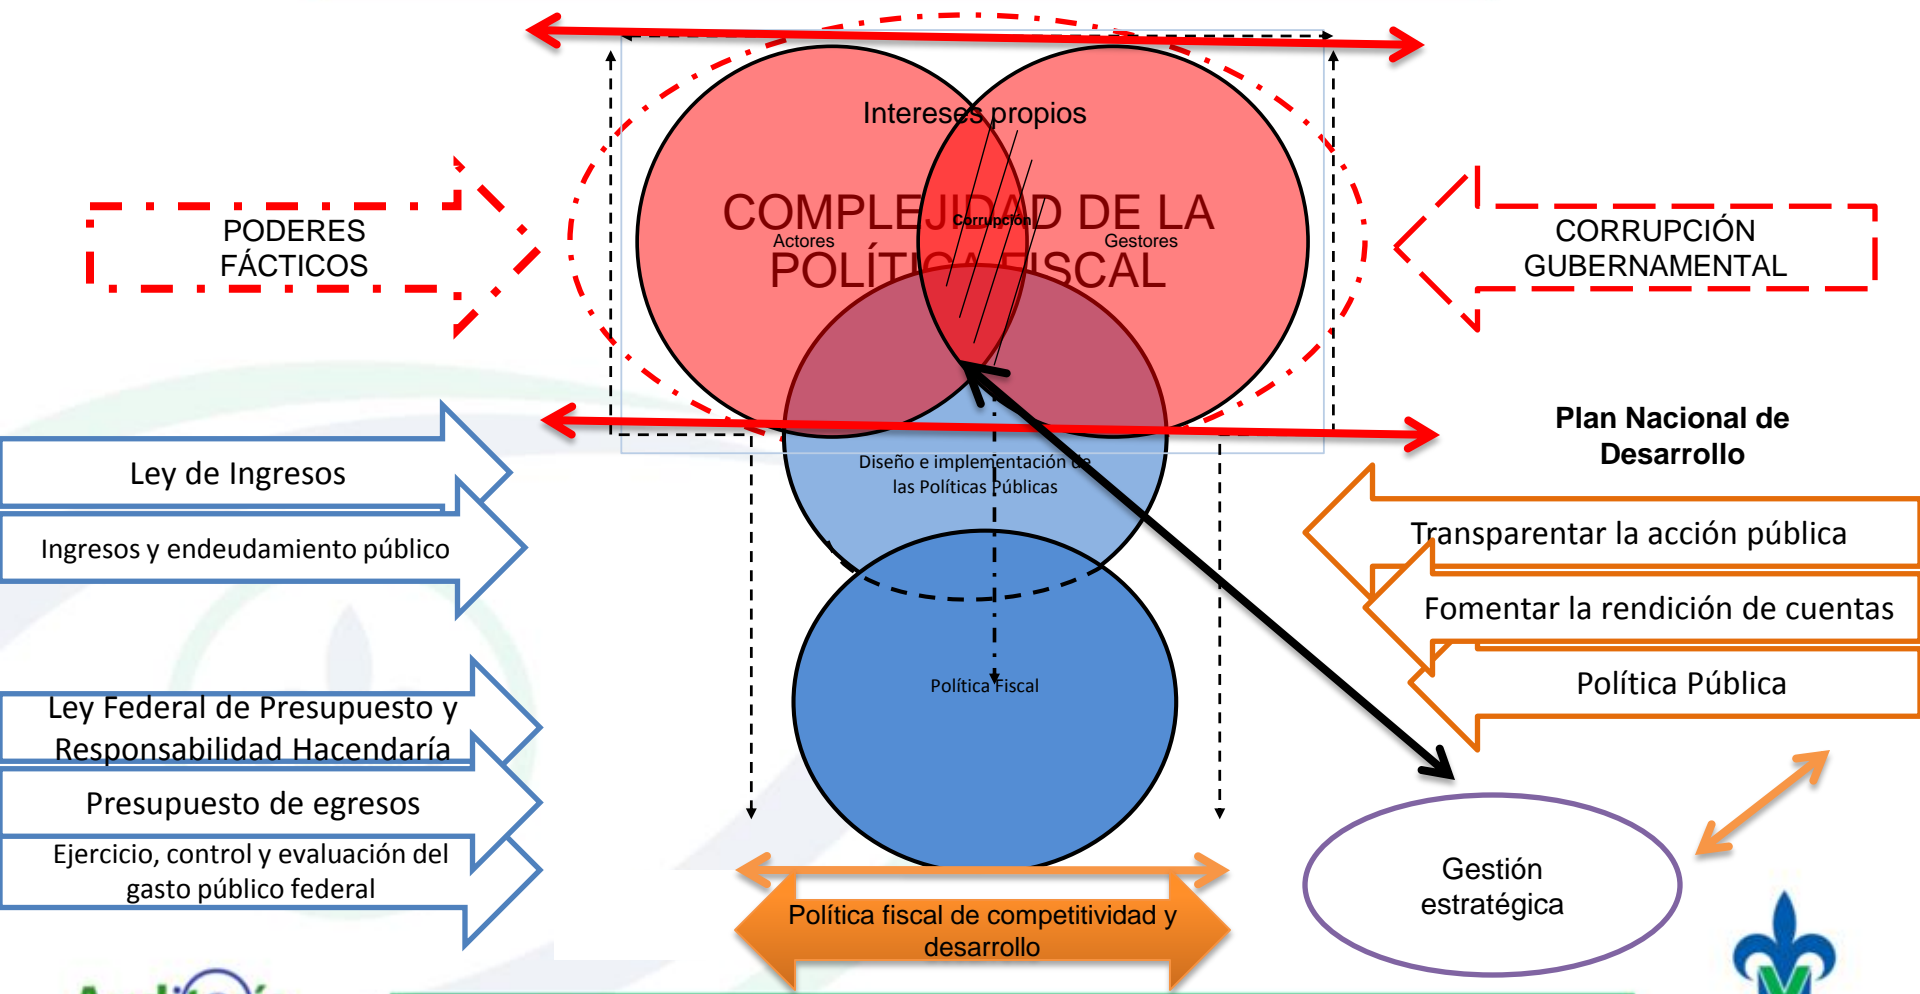 Intereses propios
COMPLEJIDAD DE LA
POLÍTICA FISCAL
Corrupción
Actores
Gestores
PODERES
FÁCTICOS
CORRUPCIÓN
GUBERNAMENTAL
Plan Nacional de
Desarrollo
Ley de Ingresos
Ingresos y endeudamiento público
Diseño e implementación de
las Políticas Públicas
Transparentar la acción pública
Fomentar la rendición de cuentas
Política Pública
Política Fiscal
Ley Federal de Presupuesto y
Responsabilidad Hacendaría
Presupuesto de egresos
Ejercicio, control y evaluación del
gasto público federal
Gestión
estratégica
Política fiscal de competitividad y
desarrollo